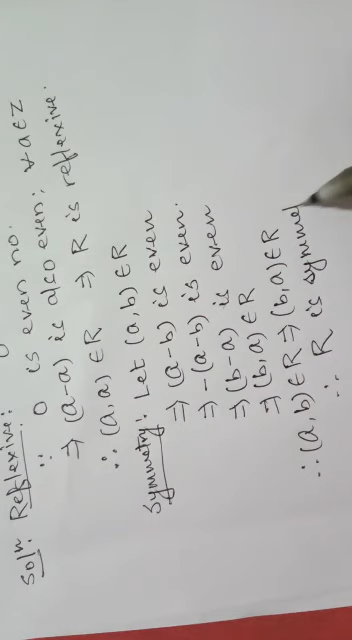 Soln. Reflexive:
∵ 0 is even no.
⇒ (a-a) is also even; ∀ a∈Z
∴ (a,a) ∈R ⇒ R is reflexive.
Symmetry: Let (a,b) ∈R
⇒ (a-b) is even
⇒ -(a-b) is even.
⇒ (b-a) is even
⇒ (b,a) ∈R
∴ (a,b) ∈R ⇒ (b,a) ∈R
∴ R is symme